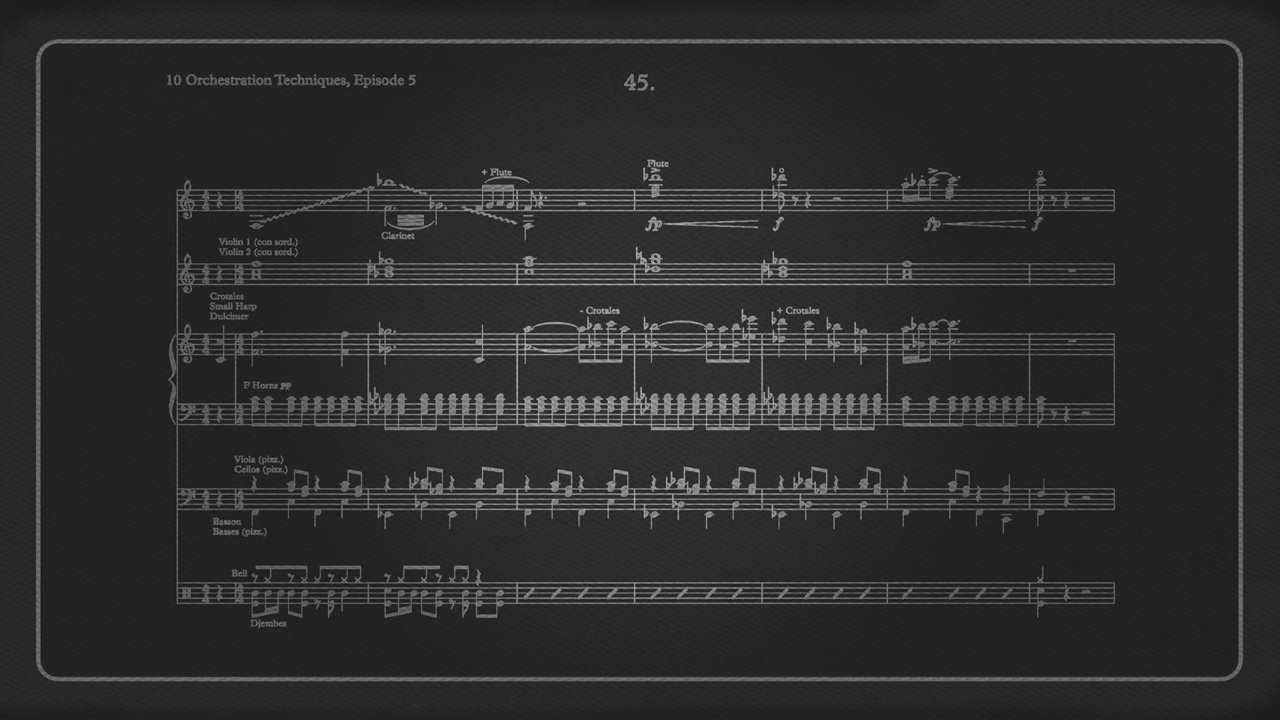 10 Orchestration Techniques, Episode 5
45.
+ Flute
Flute
Clarinet
fp
f
fp
f
Violin 1 (con sord.)
Violin 2 (con sord.)
Crotales
Small Harp
Dulcimer
- Crotales
+ Crotales
F Horns pp
Viola (pizz.)
Cellos (pizz.)
Basson
Basses (pizz.)
Bell
Djembes